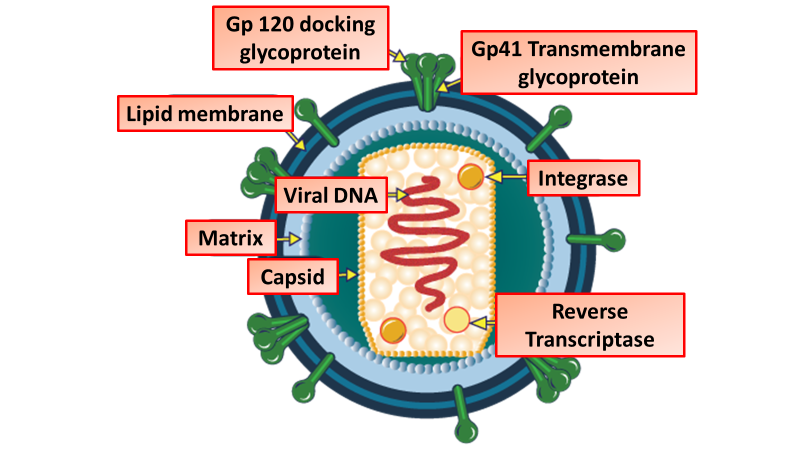 Gp 120 docking
glycoprotein
Gp41 Transmembrane
glycoprotein
Lipid membrane
Integrase
Viral DNA
Matrix
Capsid
Reverse
Transcriptase